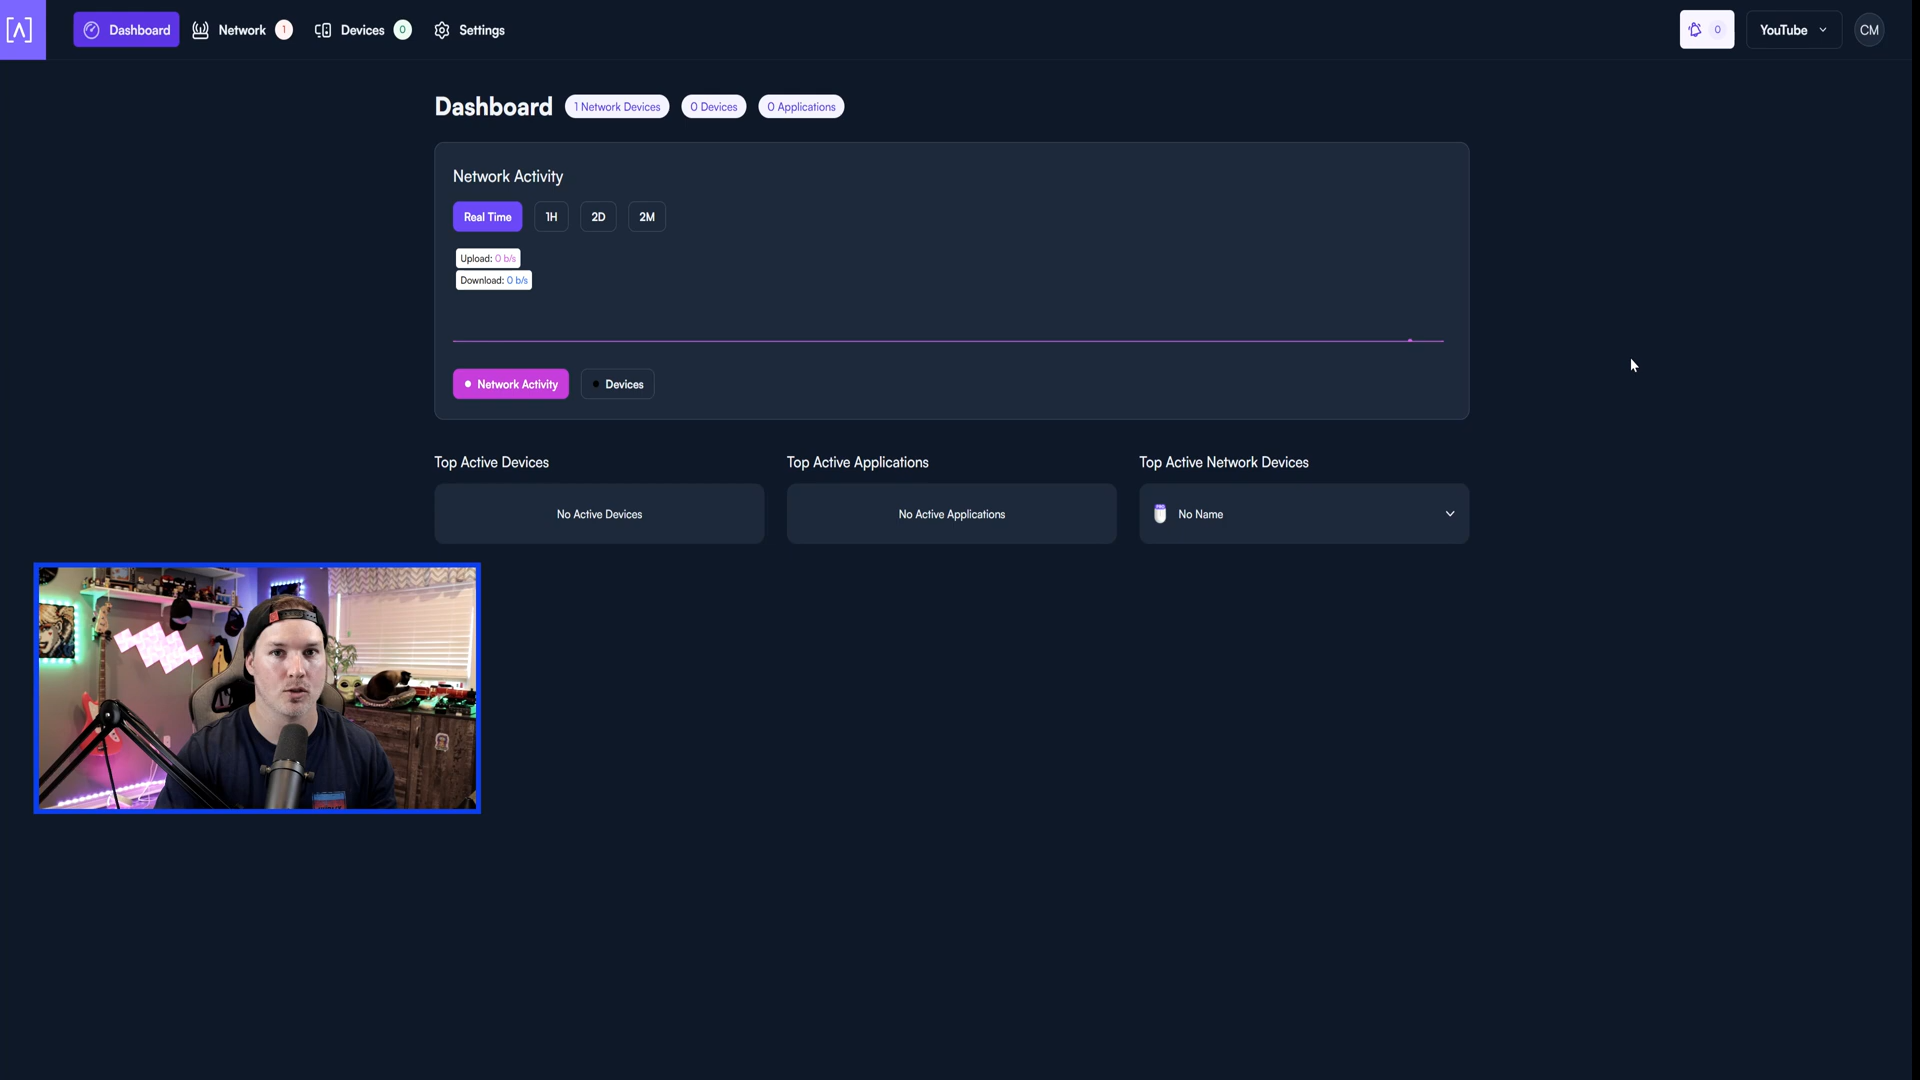 Dashboard
Network 1
Devices 0
Settings
0
YouTube
CM
Dashboard
1 Network Devices
0 Devices
0 Applications
Network Activity
Real Time
1H
2D
2M
Upload: 0 b/s
Download: 0 b/s
Network Activity
Devices
Top Active Devices
Top Active Applications
Top Active Network Devices
No Active Devices
No Active Applications
PRO
No Name